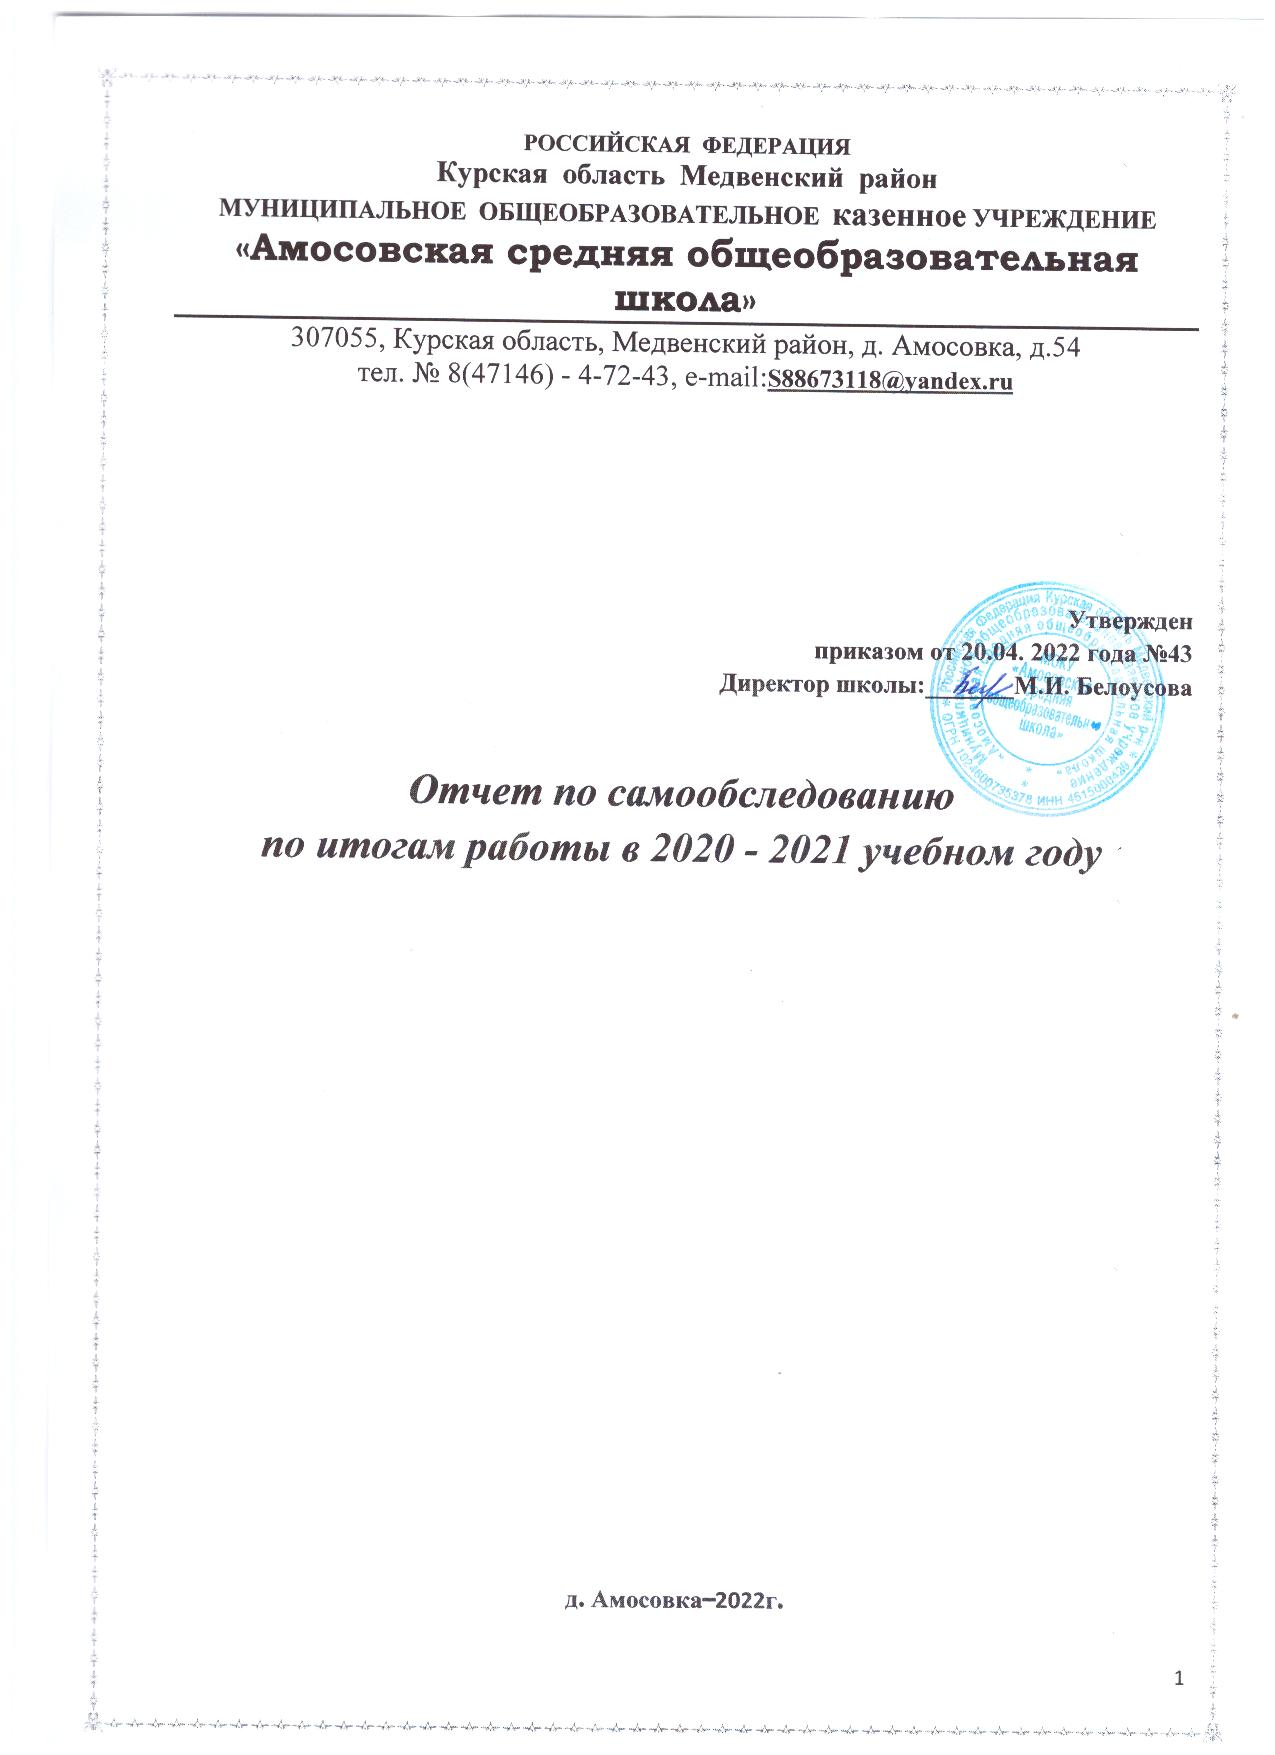 РОССИЙСКАЯ ФЕДЕРАЦИЯ
Курская область Медвенский район
МУНИЦИПАЛЬНОЕ ОБЩЕОБРАЗОВАТЕЛЬНОЕ казенное УЧРЕЖДЕНИЕ
«Амосовская средняя общеобразовательная
школа»
307055, Курская область, Медвенский район, д. Амосовка, д.54
тел. № 8(47146) - 4-72-43, e-mail:S88673118@yandex.ru
Утвержден
приказом от 20.04. 2022 года №43
Директор школы:______М.И. Белоусова
Отчет по самообследованию
по итогам работы в 2020 - 2021 учебном году
д. Амосовка–2022г.
1